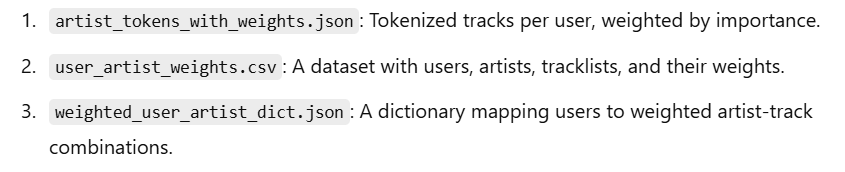 1. artist_tokens_with_weights.json: Tokenized tracks per user, weighted by importance.
2. user_artist_weights.csv: A dataset with users, artists, tracklists, and their weights.
3. weighted_user_artist_dict.json: A dictionary mapping users to weighted artist-track
combinations.